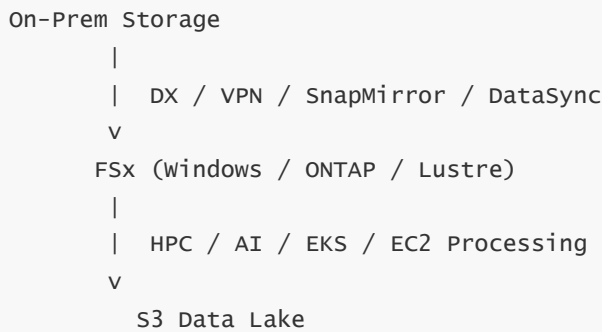 On-Prem Storage
|
| DX / VPN / SnapMirror / DataSync
v
FSx (Windows / ONTAP / Lustre)
|
| HPC / AI / EKS / EC2 Processing
v
S3 Data Lake